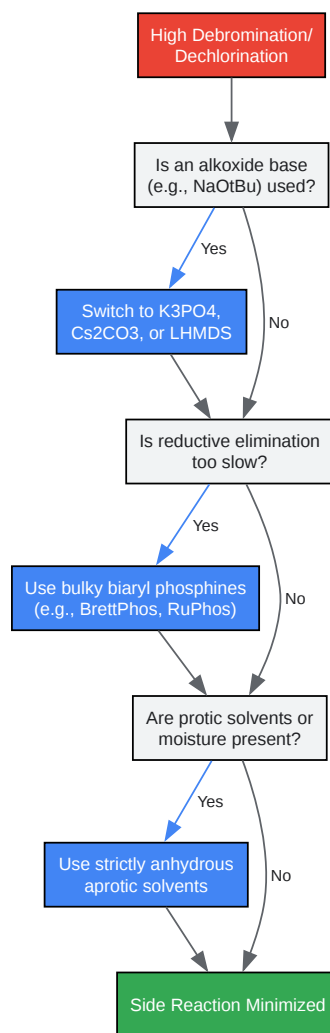 High Debromination/
Dechlorination
Is an alkoxide base
(e.g., NaOtBu) used?
Yes
Switch to K3PO4,
Cs2CO3, or LHMDS
No
Is reductive elimination
too slow?
Yes
Use bulky biaryl phosphines
(e.g., BrettPhos, RuPhos)
No
Are protic solvents or
moisture present?
Yes
Use strictly anhydrous
aprotic solvents
No
Side Reaction Minimized